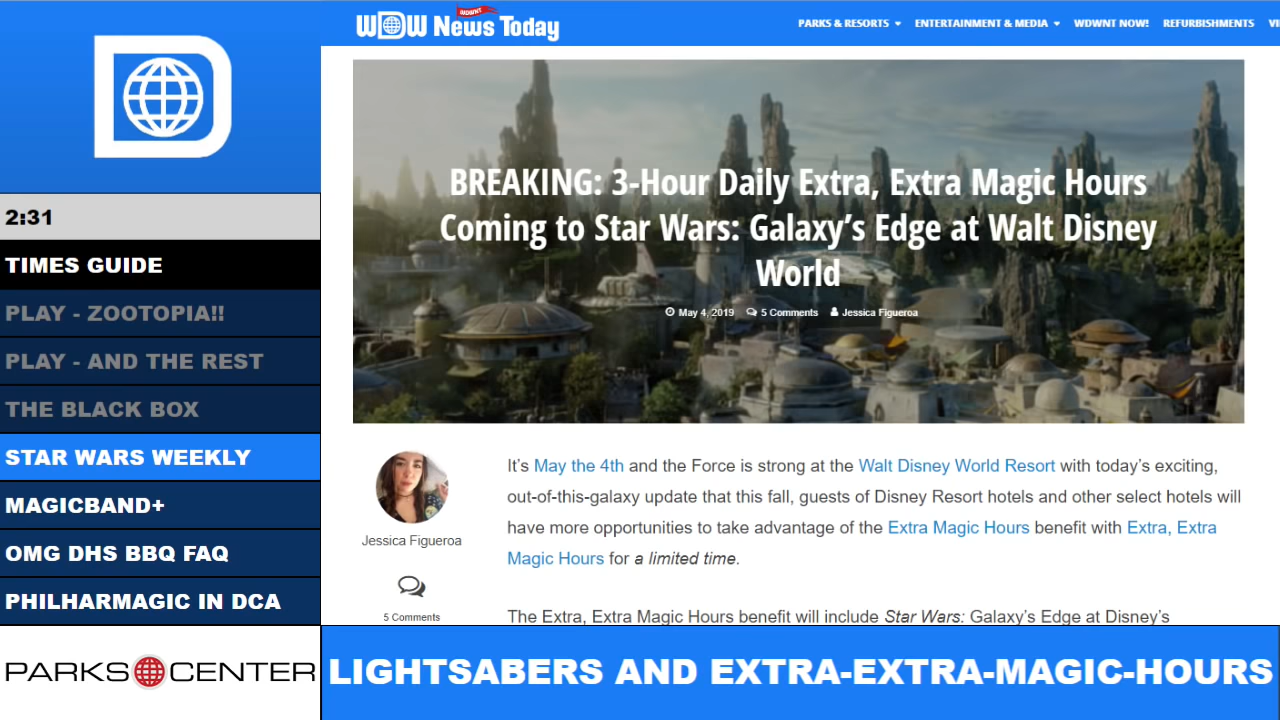 D
2:31
TIMES GUIDE
PLAY - ZOOTOPIA!!
PLAY - AND THE REST
THE BLACK BOX
STAR WARS WEEKLY
MAGICBAND+
OMG DHS BBQ FAQ
PHILHARMAGIC IN DCA
PARKS CENTER
WDWNT
WDW News Today
PARKS & RESORTS ENTERTAINMENT & MEDIA WDWNT NOW! REFURBISHMENTS VI
BREAKING: 3-Hour Daily Extra, Extra Magic Hours
Coming to Star Wars: Galaxy’s Edge at Walt Disney
World
May 4, 2019 5 Comments Jessica Figueroa
Jessica Figueroa
5 Comments
It’s May the 4th and the Force is strong at the Walt Disney World Resort with today’s exciting,
out-of-this-galaxy update that this fall, guests of Disney Resort hotels and other select hotels will
have more opportunities to take advantage of the Extra Magic Hours benefit with Extra, Extra
Magic Hours for a limited time.
The Extra, Extra Magic Hours benefit will include Star Wars: Galaxy’s Edge at Disney’s
LIGHTSABERS AND EXTRA-EXTRA-MAGIC-HOURS